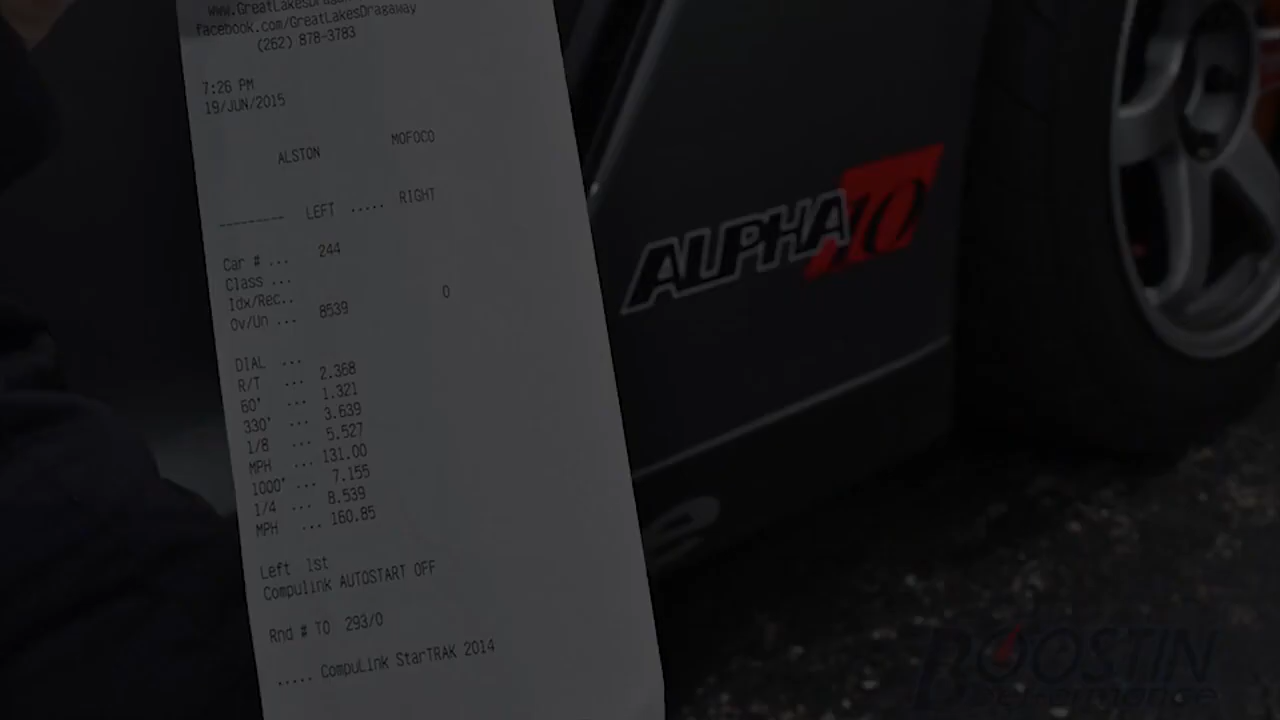 www.GreatLakesDragaway
facebook.com/GreatLakesDragaway
(262) 878-3783
7:26 PM
19/JUN/2015
ALSTON MOFOCO
--------- LEFT ..... RIGHT
Car # ... 244
Class ...
Idx/Rec..
Ov/Un ... 8539 0
DIAL ...
R/T ... 2.368
60' ... 1.321
330' ... 3.639
1/8 ... 5.527
MPH ... 131.00
1000' ... 7.155
1/4 ... 8.539
MPH ... 160.85
Left 1st
Compulink AUTOSTART OFF
Rnd # TO 293/0
..... CompuLink StarTRAK 2014
ALPHA 10
BOOSTIN
Performance